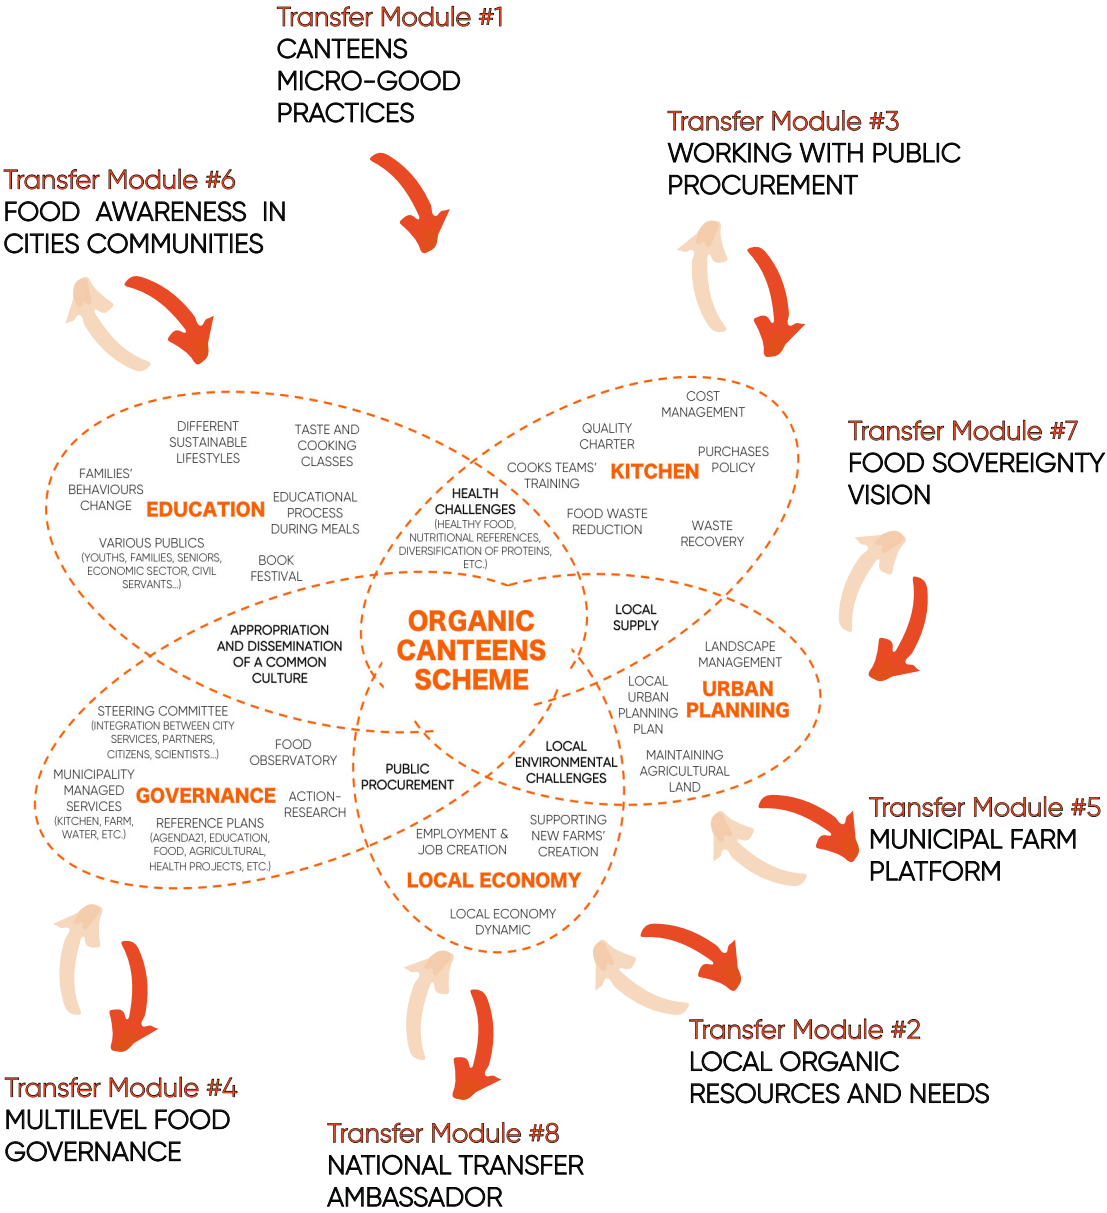 Transfer Module #1
CANTEENS
MICRO-GOOD
PRACTICES
Transfer Module #3
WORKING WITH PUBLIC
PROCUREMENT
Transfer Module #6
FOOD AWARENESS IN
CITIES COMMUNITIES
Transfer Module #7
FOOD SOVEREIGNTY
VISION
DIFFERENT
SUSTAINABLE
LIFESTYLES
TASTE AND
COOKING
CLASSES
FAMILIES'
BEHAVIOURS
CHANGE
EDUCATION
EDUCATIONAL
PROCESS
DURING MEALS
VARIOUS PUBLICS
(YOUTHS, FAMILIES, SENIORS,
ECONOMIC SECTOR, CIVIL
SERVANTS...)
BOOK
FESTIVAL
HEALTH
CHALLENGES
(HEALTHY FOOD,
NUTRITIONAL REFERENCES,
DIVERSIFICATION OF PROTEINS,
ETC.)
COST
MANAGEMENT
QUALITY
CHARTER
PURCHASES
POLICY
COOKS TEAMS'
TRAINING
KITCHEN
FOOD WASTE
REDUCTION
WASTE
RECOVERY
APPROPRIATION
AND DISSEMINATION
OF A COMMON
CULTURE
ORGANIC
CANTEENS
SCHEME
LOCAL
SUPPLY
LANDSCAPE
MANAGEMENT
LOCAL
URBAN
PLANNING
PLAN
URBAN
PLANNING
MAINTAINING
AGRICULTURAL
LAND
STEERING COMMITTEE
(INTEGRATION BETWEEN CITY
SERVICES, PARTNERS,
CITIZENS, SCIENTISTS...)
FOOD
OBSERVATORY
MUNICIPALITY
MANAGED
SERVICES
(KITCHEN, FARM,
WATER, ETC.)
GOVERNANCE
ACTION-
RESEARCH
REFERENCE PLANS
(AGENDA21, EDUCATION,
FOOD, AGRICULTURAL,
HEALTH PROJECTS, ETC.)
PUBLIC
PROCUREMENT
LOCAL
ENVIRONMENTAL
CHALLENGES
EMPLOYMENT &
JOB CREATION
SUPPORTING
NEW FARMS'
CREATION
LOCAL ECONOMY
LOCAL ECONOMY
DYNAMIC
Transfer Module #5
MUNICIPAL FARM
PLATFORM
Transfer Module #2
LOCAL ORGANIC
RESOURCES AND NEEDS
Transfer Module #4
MULTILEVEL FOOD
GOVERNANCE
Transfer Module #8
NATIONAL TRANSFER
AMBASSADOR